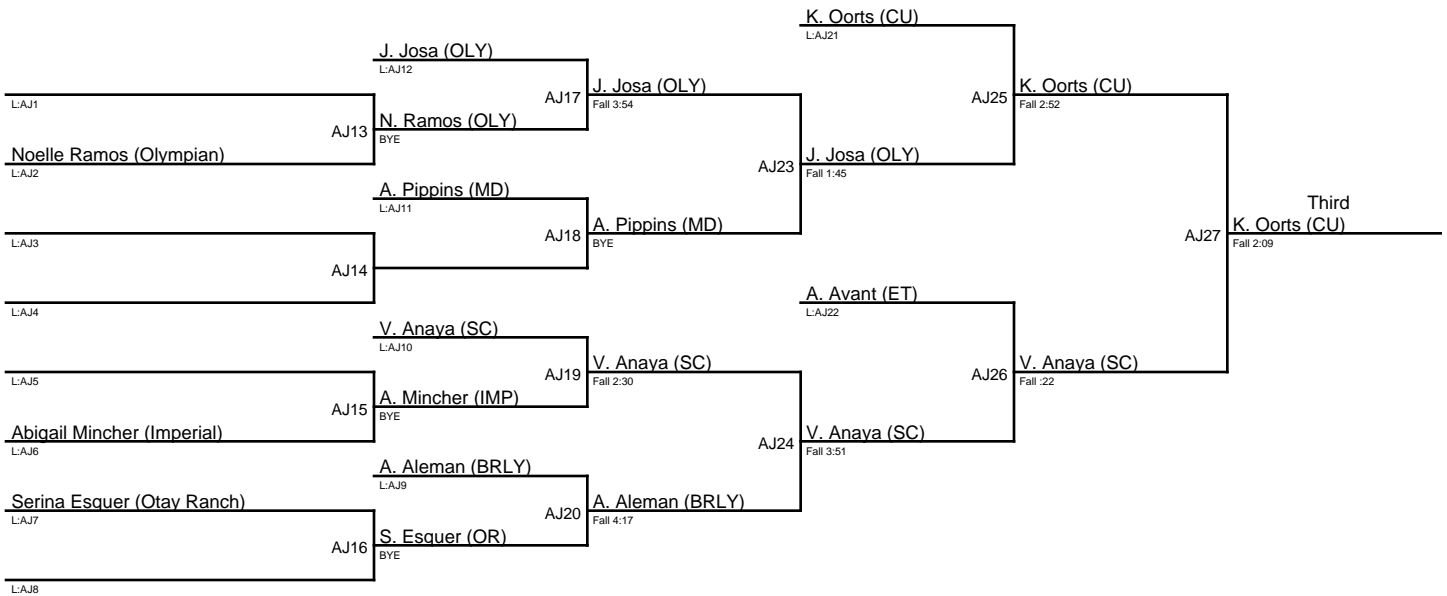 K. Oorts (CU)
L:AJ21
J. Josa (OLY)
L:AJ12
AJ17
J. Josa (OLY)
Fall 3:54
AJ25
K. Oorts (CU)
Fall 2:52
L:AJ1
AJ13
N. Ramos (OLY)
BYE
Noelle Ramos (Olympian)
L:AJ2
AJ23
J. Josa (OLY)
Fall 1:45
A. Pippins (MD)
L:AJ11
Third
L:AJ3
AJ18
A. Pippins (MD)
BYE
AJ27
K. Oorts (CU)
Fall 2:09
AJ14
L:AJ4
A. Avant (ET)
L:AJ22
V. Anaya (SC)
L:AJ10
L:AJ5
AJ19
V. Anaya (SC)
Fall 2:30
AJ26
V. Anaya (SC)
Fall :22
AJ15
A. Mincher (IMP)
BYE
Abigail Mincher (Imperial)
L:AJ6
AJ24
V. Anaya (SC)
Fall 3:51
A. Aleman (BRLY)
L:AJ9
Serina Esquer (Otay Ranch)
L:AJ7
AJ20
A. Aleman (BRLY)
Fall 4:17
AJ16
S. Esquer (OR)
BYE
L:AJ8